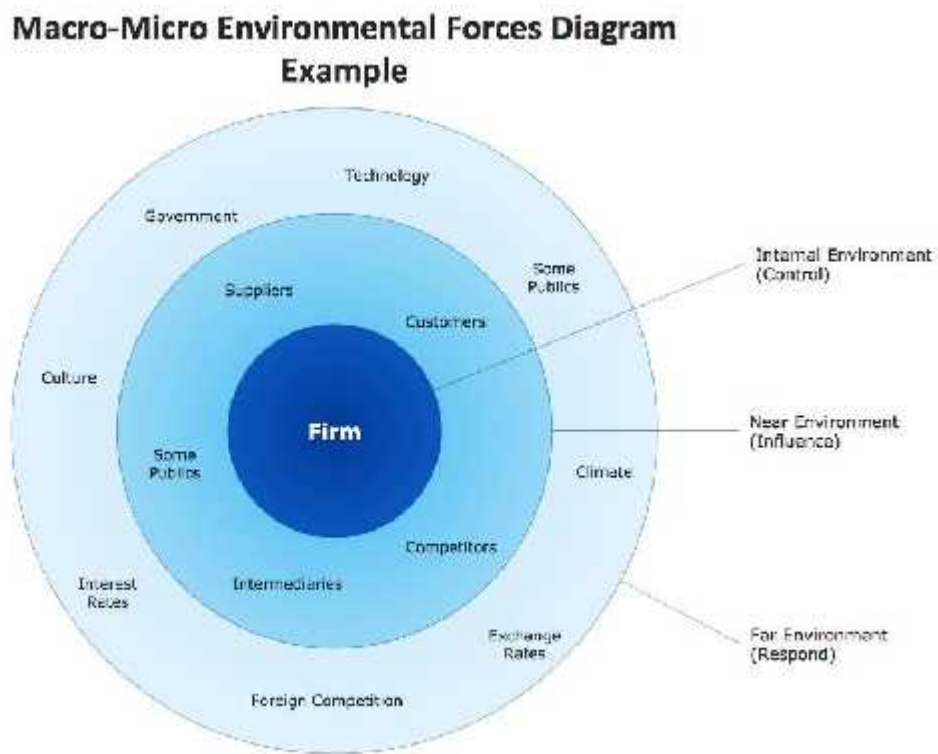 Macro-Micro Environmental Forces Diagram
Example
Technology
Government
Some
Publics
Suppliers
Customers
Culture
Firm
Some
Publics
Climate
Competitors
Intermediaries
Interest
Rates
Exchange
Rates
Foreign Competition
Internal Environment
(Control)
Near Environment
(Influence)
Far Environment
(Respond)